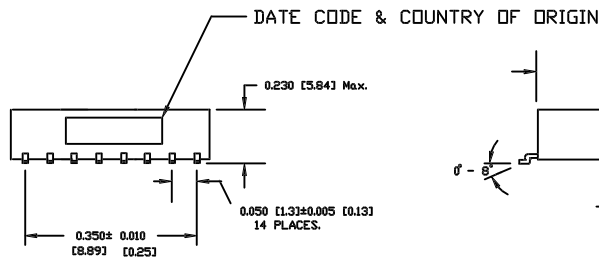 DATE CODE & COUNTRY OF ORIGIN
0.230 [5.84] Max.
0° - 8°
0.050 [1.3]±0.005 [0.13]
14 PLACES.
0.350± 0.010
[8.89] [0.25]